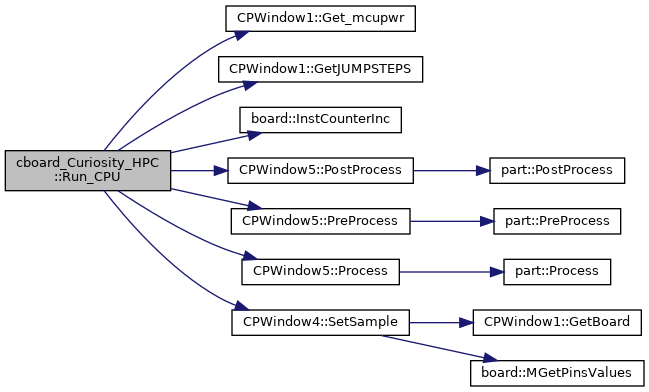 cboard_Curiosity_HPC
::Run_CPU
CPWindow1::Get_mcupwr
CPWindow1::GetJUMPSTEPS
board::InstCounterInc
CPWindow5::PostProcess
part::PostProcess
CPWindow5::PreProcess
part::PreProcess
CPWindow5::Process
part::Process
CPWindow4::SetSample
CPWindow1::GetBoard
board::MGetPinsValues